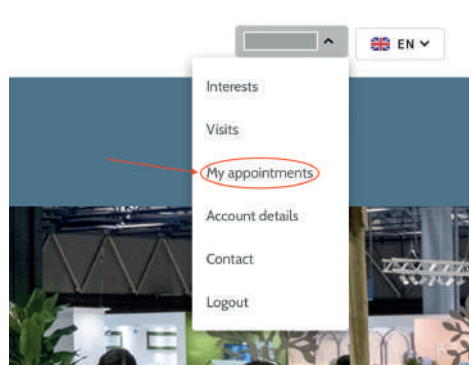 EN
Interests
Visits
My appointments
Account details
Contact
Logout